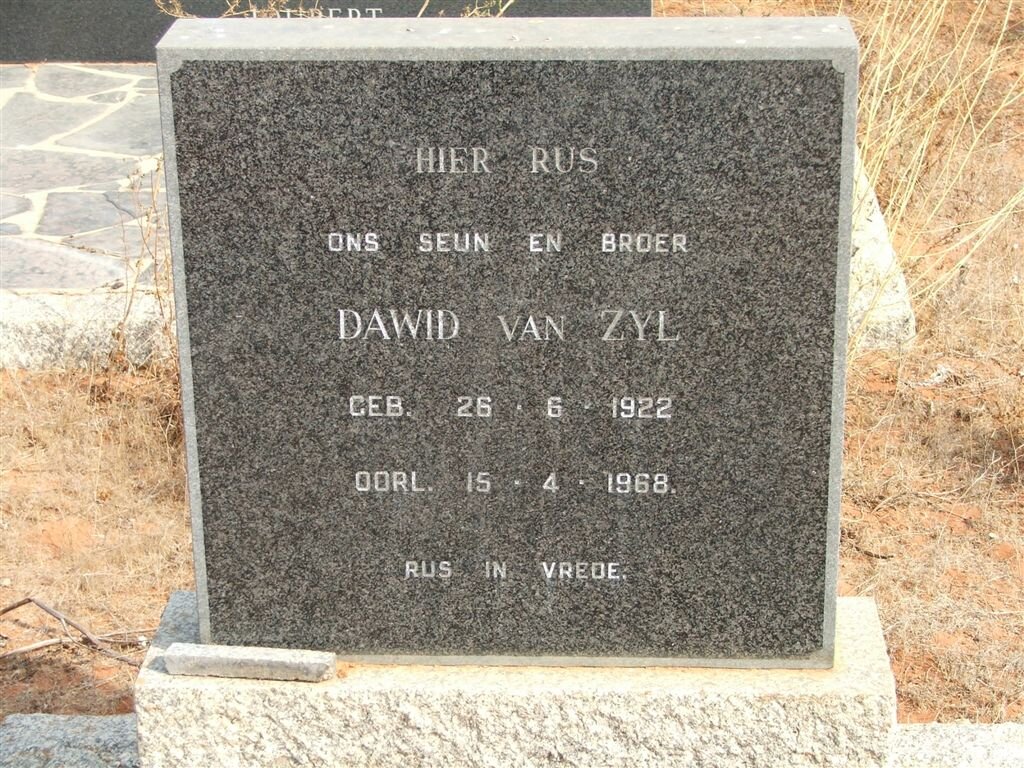 JOUBERT
HIER RUS
ONS SEUN EN BROER
DAWID VAN ZYL
GEB. 26 · 6 · 1922
OORL. 15 · 4 · 1968.
RUS IN VREDE.